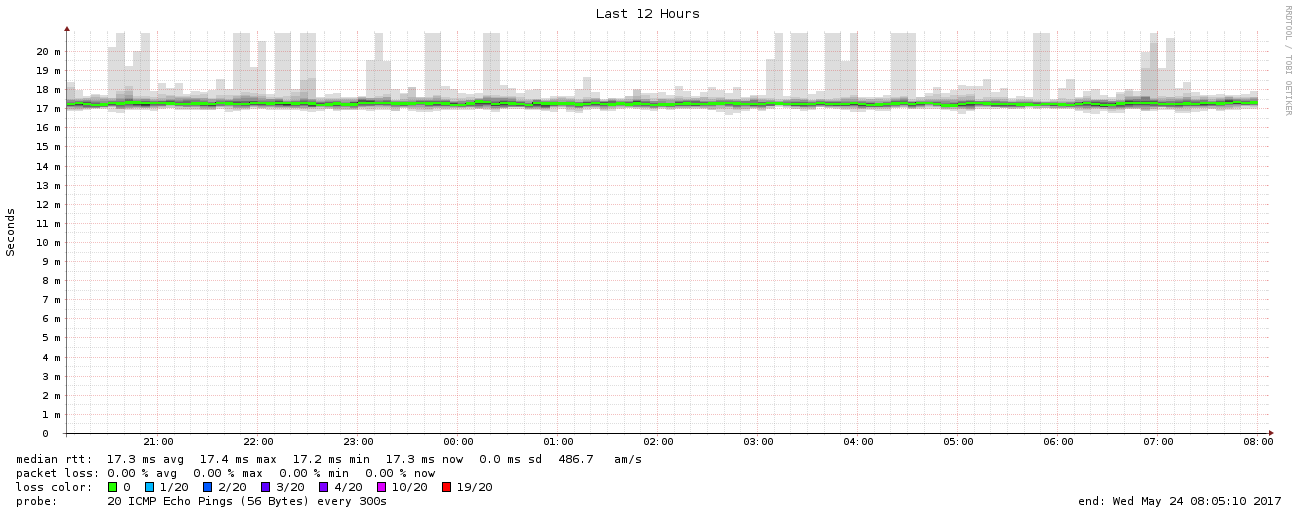 Last 12 Hours
RRDTOOL / TOBI OETIKER
Seconds
20 m
19 m
18 m
17 m
16 m
15 m
14 m
13 m
12 m
11 m
10 m
9 m
8 m
7 m
6 m
5 m
4 m
3 m
2 m
1 m
0
21:00 22:00 23:00 00:00 01:00 02:00 03:00 04:00 05:00 06:00 07:00 08:00
median rtt: 17.3 ms avg 17.4 ms max 17.2 ms min 17.3 ms now 0.0 ms sd 486.7 am/s
packet loss: 0.00 % avg 0.00 % max 0.00 % min 0.00 % now
loss color: 0 1/20 2/20 3/20 4/20 10/20 19/20
probe: 20 ICMP Echo Pings (56 Bytes) every 300s end: Wed May 24 08:05:10 2017